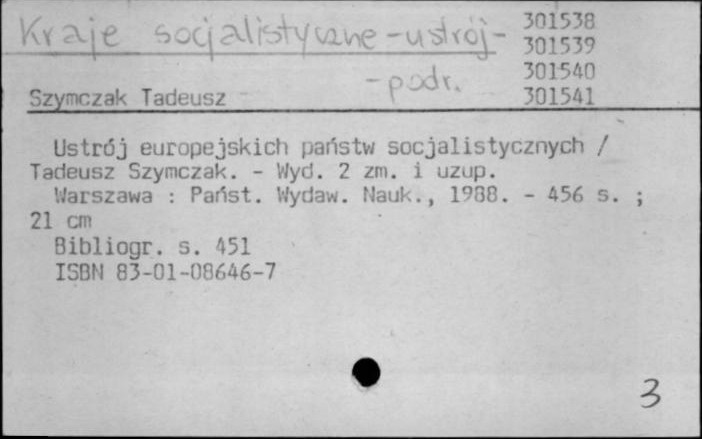 Kraje socjalistyczne - ustrój -
- podr.
301538
301539
301540
301541
Szymczak Tadeusz
Ustrój europejskich państw socjalistycznych /
Tadeusz Szymczak. - Wyd. 2 zm. i uzup.
Warszawa : Państ. Wydaw. Nauk., 1988. - 456 s. ;
21 cm
Bibliogr. s. 451
ISBN 83-01-08646-7
3